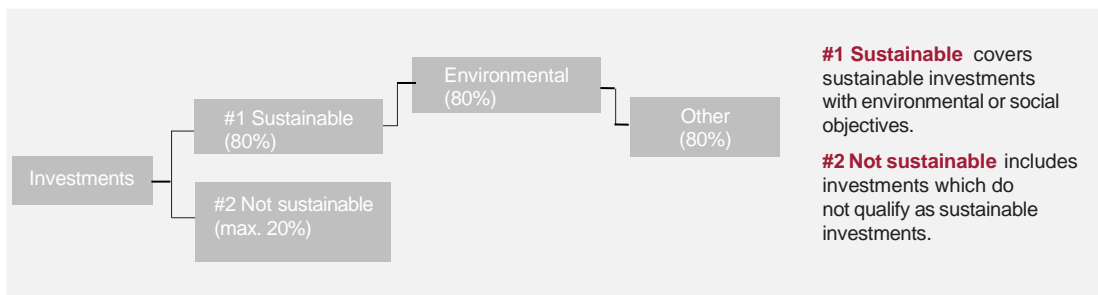 Investments
#1 Sustainable
(80%)
#2 Not sustainable
(max. 20%)
Environmental
(80%)
Other
(80%)
#1 Sustainable covers
sustainable investments
with environmental or social
objectives.
#2 Not sustainable includes
investments which do
not qualify as sustainable
investments.